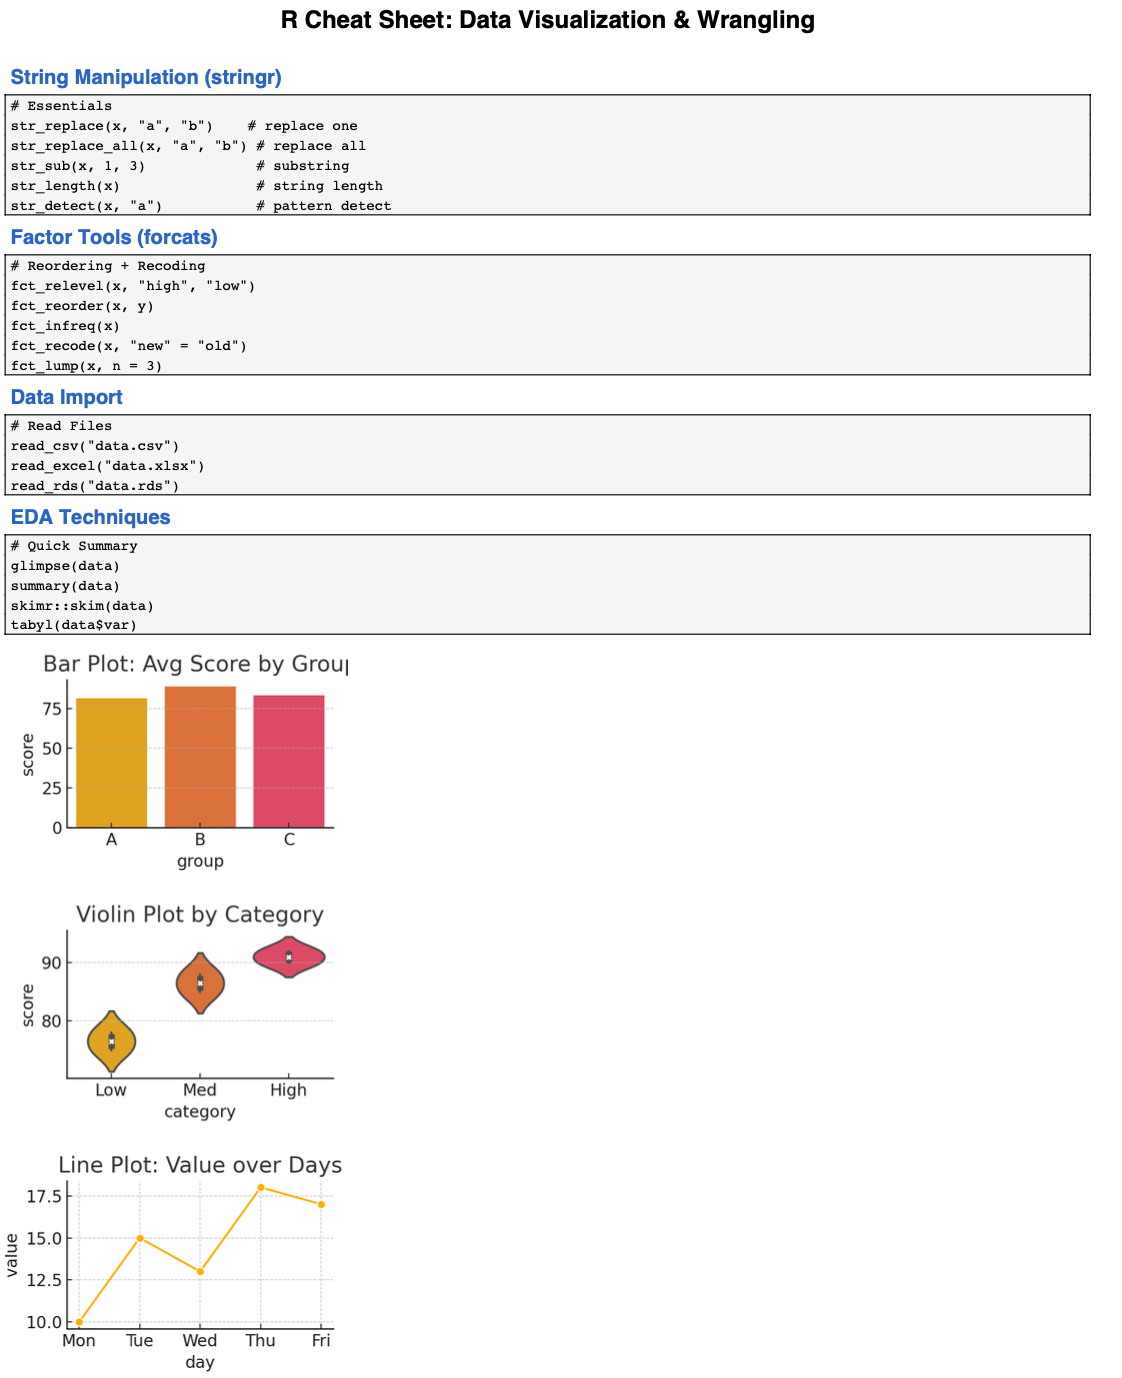 R Cheat Sheet: Data Visualization & Wrangling
String Manipulation (stringr)
# Essentials
str_replace(x, "a", "b")    # replace one
str_replace_all(x, "a", "b") # replace all
str_sub(x, 1, 3)             # substring
str_length(x)                # string length
str_detect(x, "a")           # pattern detect
Factor Tools (forcats)
# Reordering + Recoding
fct_relevel(x, "high", "low")
fct_reorder(x, y)
fct_infreq(x)
fct_recode(x, "new" = "old")
fct_lump(x, n = 3)
Data Import
# Read Files
read_csv("data.csv")
read_excel("data.xlsx")
read_rds("data.rds")
EDA Techniques
# Quick Summary
glimpse(data)
summary(data)
skimr::skim(data)
tabyl(data$var)
Bar Plot: Avg Score by Group
75
50
25
0
score
A B C
group
Violin Plot by Category
90
80
score
Low Med High
category
Line Plot: Value over Days
17.5
15.0
12.5
10.0
value
Mon Tue Wed Thu Fri
day